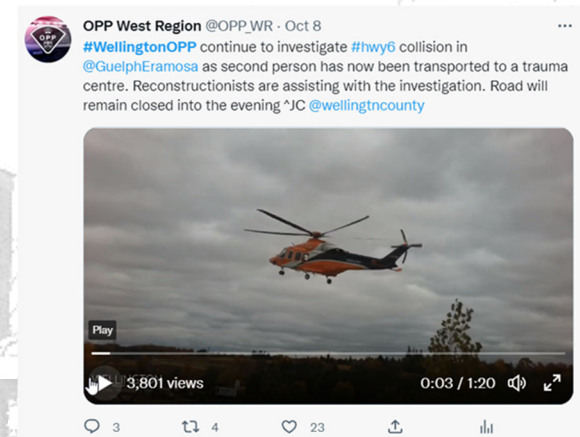 OPP West Region @OPP_WR · Oct 8
#WellingtonOPP continue to investigate #hwy6 collision in
@GuelphEramosa as second person has now been transported to a trauma
centre. Reconstructionists are assisting with the investigation. Road will
remain closed into the evening ^JC @wellingtncounty
Play
WELLINGTON
3,801 views
0:03 / 1:20
3
4
23